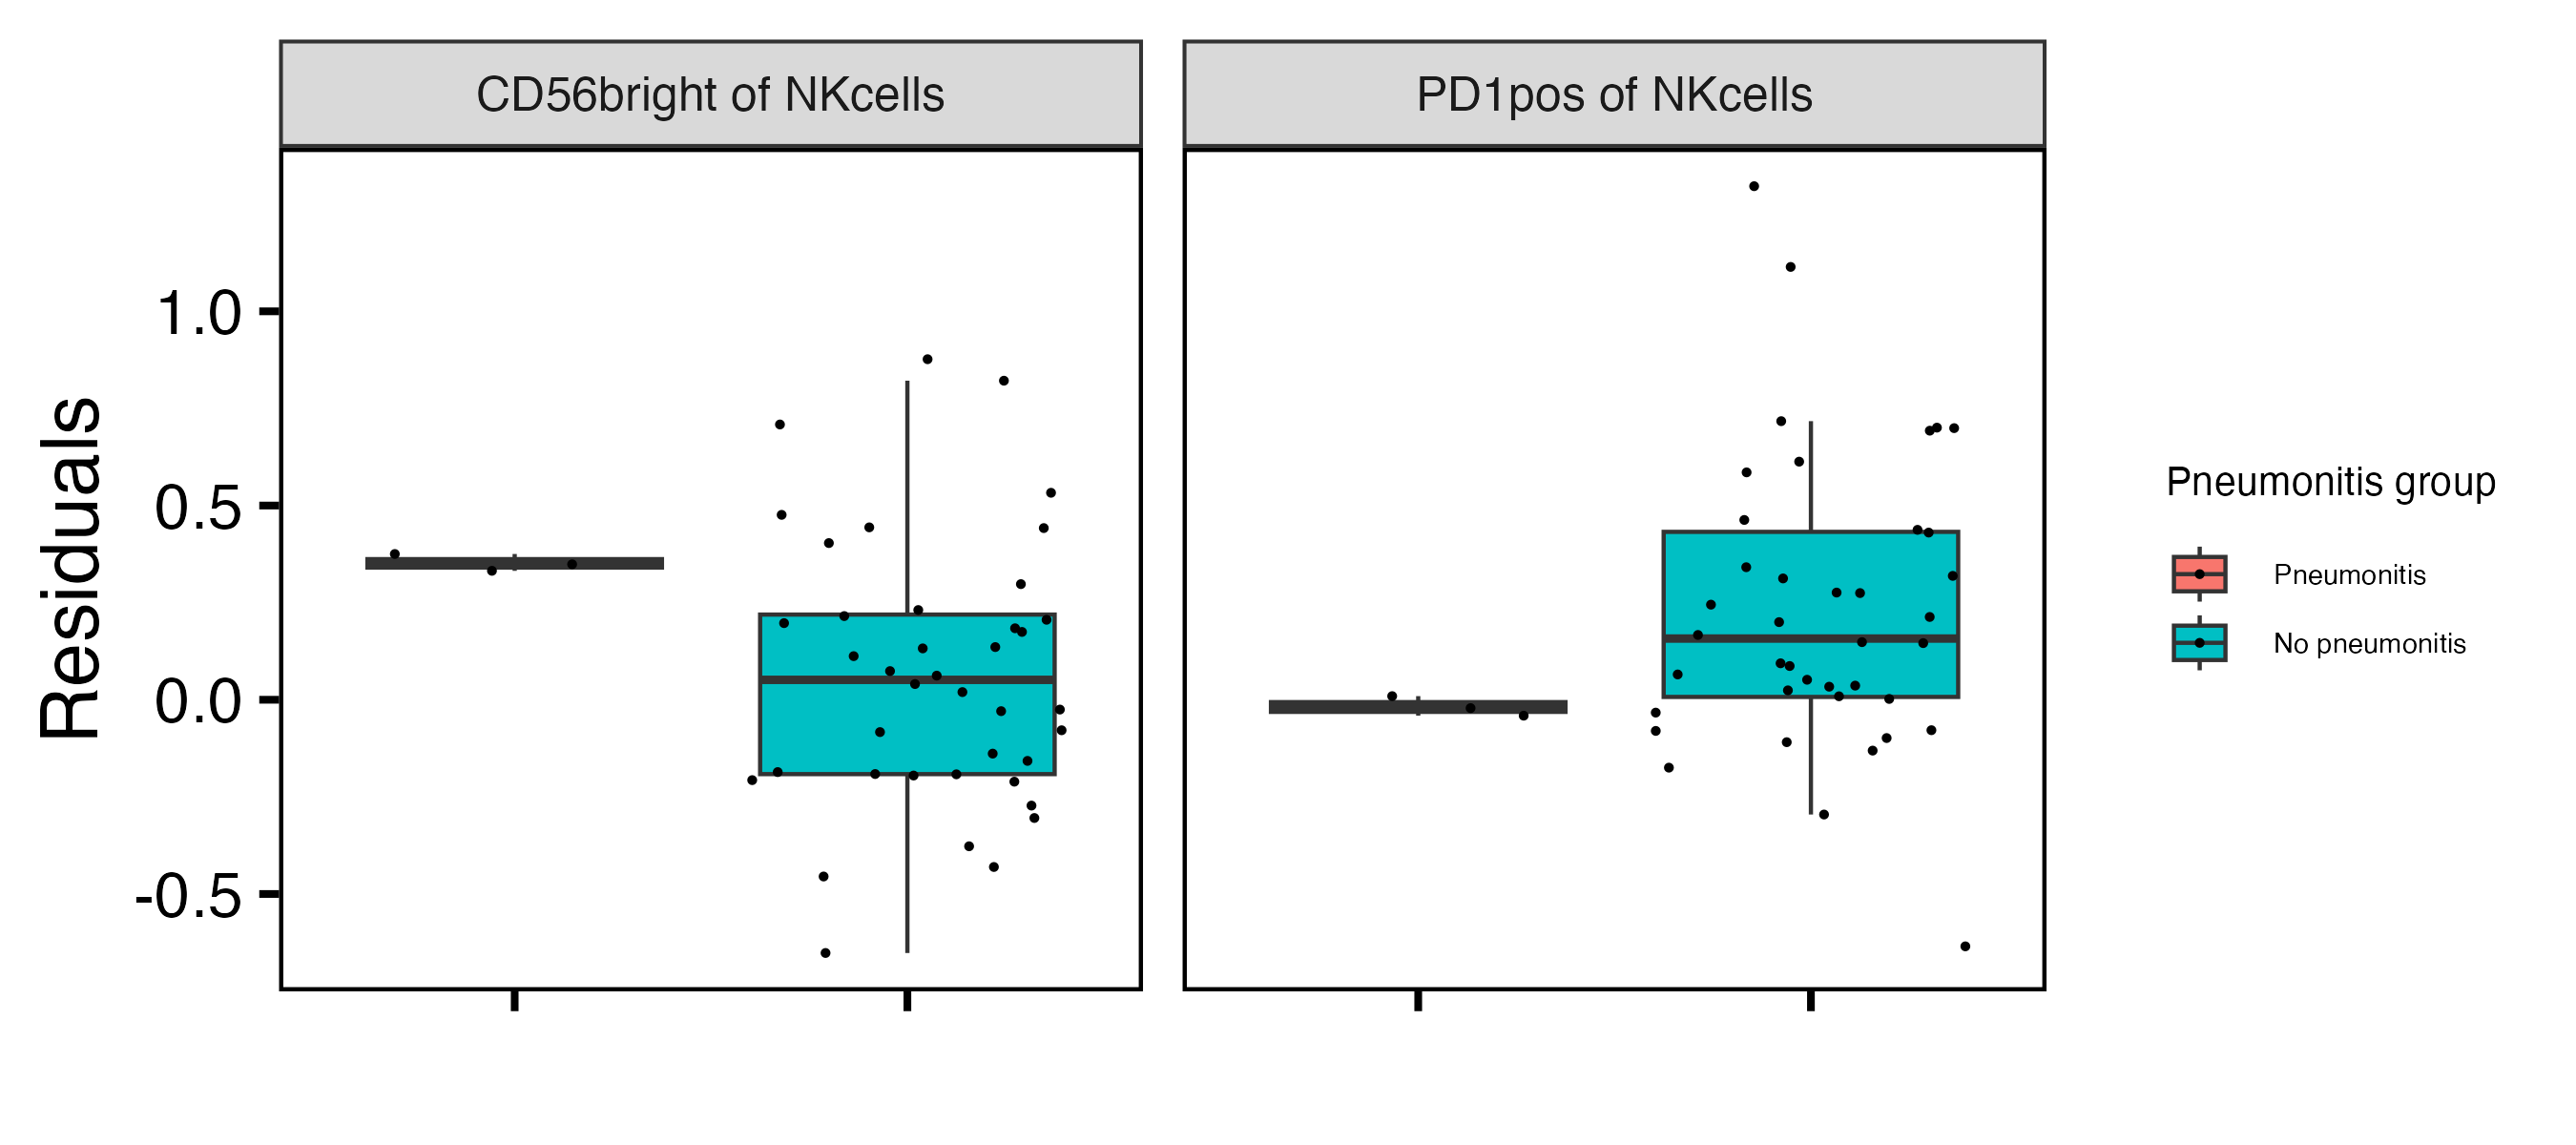 CD56bright of NKcells
PD1pos of NKcells
Residuals
1.0
0.5
0.0
-0.5
Pneumonitis group
Pneumonitis
No pneumonitis